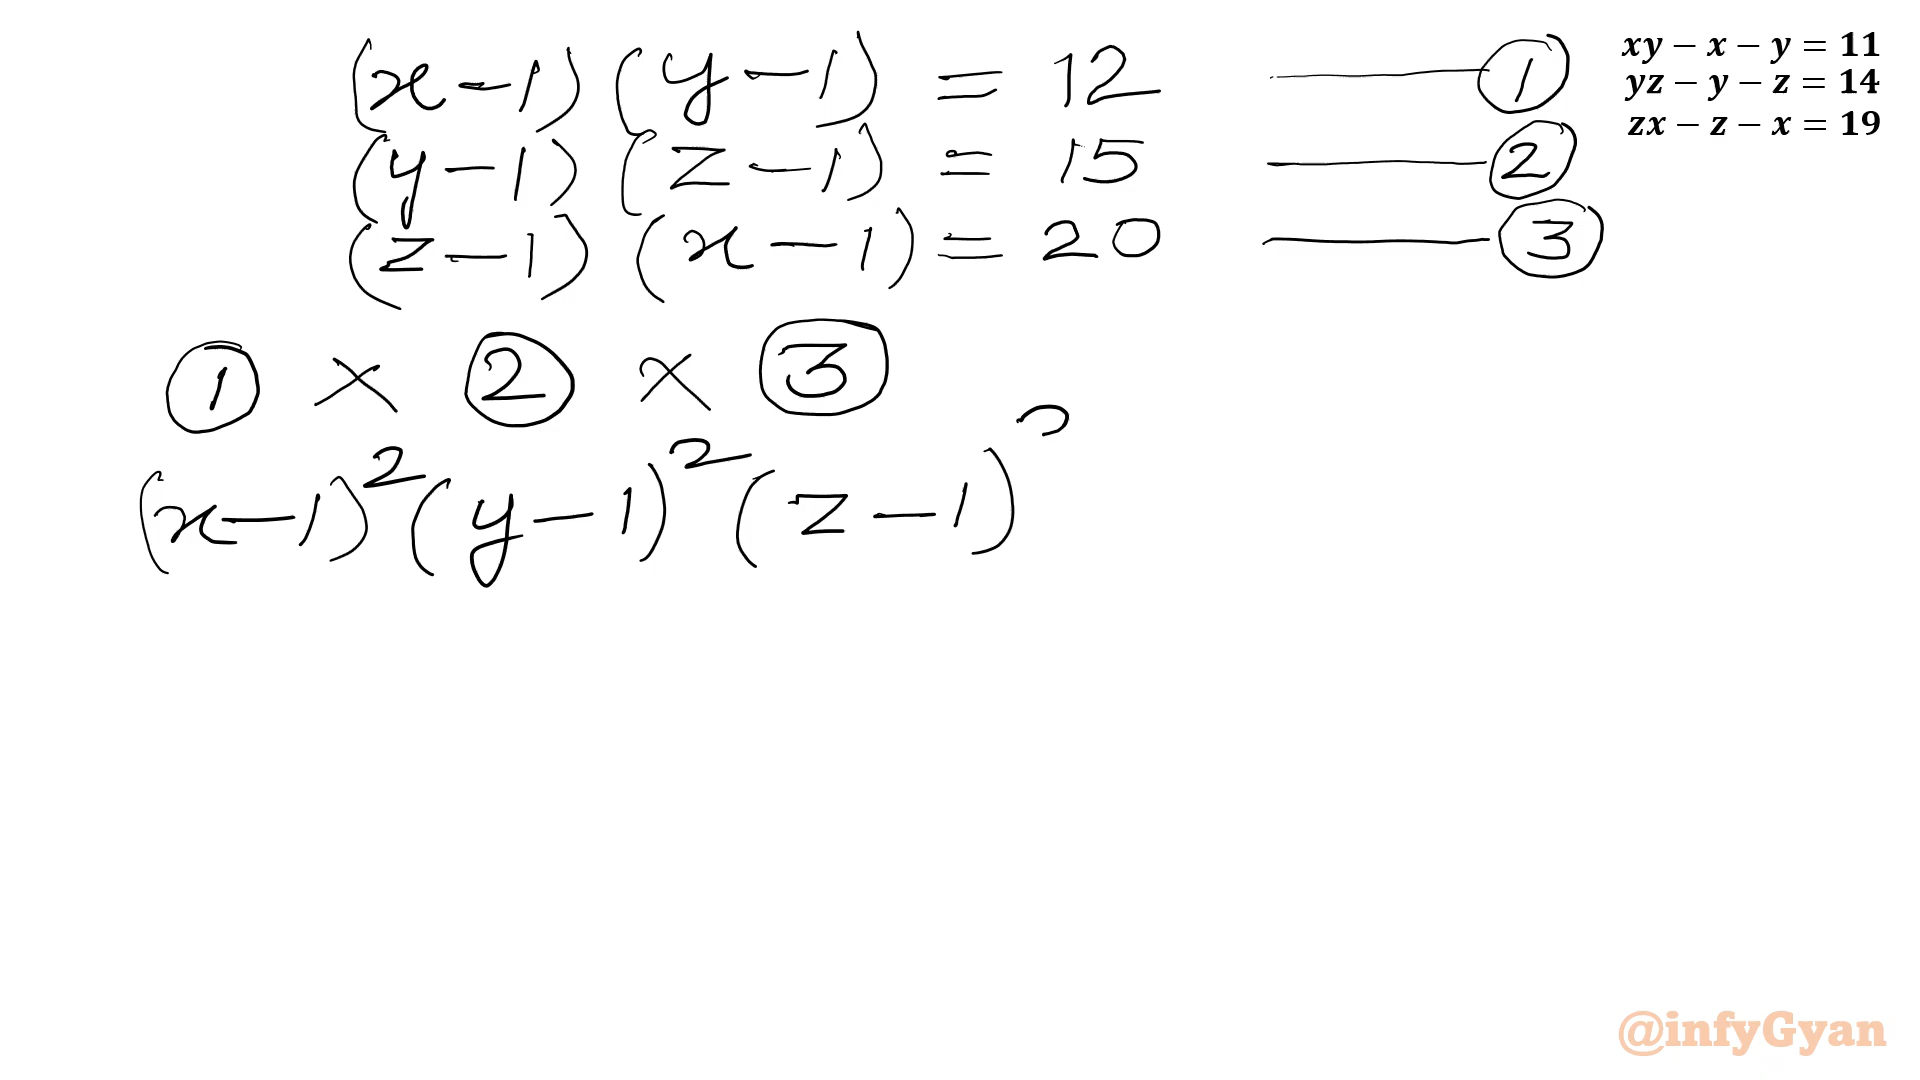 (x-1) (y-1) = 12 ——— ①
(y-1) (z-1) = 15 ——— ②
(z-1) (x-1) = 20 ——— ③
xy − x − y = 11
yz − y − z = 14
zx − z − x = 19
① × ② × ③
(x-1)² (y-1)² (z-1)
@infyGyan